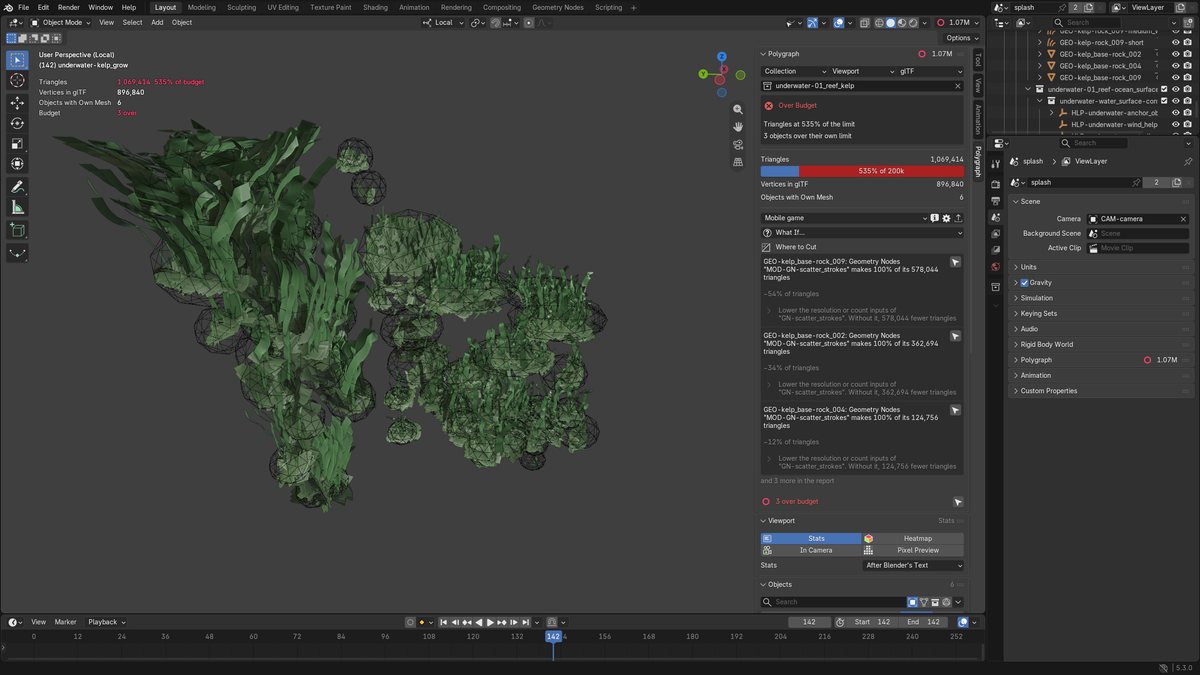 File Edit Render Window Help Layout Modeling Sculpting UV Editing Texture Paint Shading Animation Rendering Compositing Geometry Nodes Scripting +
splash 2 ViewLayer
Object Mode View Select Add Object Local 1.07M
Search
Options
User Perspective (Local)
(142) underwater-kelp_grow
Triangles 1,069,414, 535% of budget
Vertices in glTF 896,840
Objects with Own Mesh 6
Budget 3 over
Z
Y
X
Polygraph 1.07M
Collection Viewport glTF
underwater-01_reef_kelp
Over Budget
Triangles at 535% of the limit
3 objects over their own limit
Triangles 1,069,414
535% of 200k
Vertices in glTF 896,840
Objects with Own Mesh 6
Mobile game
What If...
Where to Cut
GEO-kelp_base-rock_009: Geometry Nodes
"MOD-GN-scatter_strokes" makes 100% of its 578,044
triangles
−54% of triangles
Lower the resolution or count inputs of
"GN-scatter_strokes". Without it, 578,044 fewer triangles
GEO-kelp_base-rock_002: Geometry Nodes
"MOD-GN-scatter_strokes" makes 100% of its 362,694
triangles
−34% of triangles
Lower the resolution or count inputs of
"GN-scatter_strokes". Without it, 362,694 fewer triangles
GEO-kelp_base-rock_004: Geometry Nodes
"MOD-GN-scatter_strokes" makes 100% of its 124,756
triangles
−12% of triangles
Lower the resolution or count inputs of
"GN-scatter_strokes". Without it, 124,756 fewer triangles
and 3 more in the report
3 over budget
Viewport Stats
Stats Heatmap
In Camera Pixel Preview
Stats After Blender's Text
Objects 6
Search
Tool
View
Animation
Polygraph
GEO-kelp-rock_009-short
GEO-kelp_base-rock_002
GEO-kelp_base-rock_004
GEO-kelp_base-rock_009
underwater-01_reef-ocean_surface
underwater-water_surface-con
HLP-underwater-anchor_ob
HLP-underwater-wind_help
Search
splash ViewLayer
splash 2
Scene
Camera CAM-camera
Background Scene Scene
Active Clip Movie Clip
Units
Gravity
Simulation
Keying Sets
Audio
Rigid Body World
Polygraph 1.07M
Animation
Custom Properties
View Marker Playback 142 Start 142 End 142
0 12 24 36 48 60 72 84 96 108 120 132 142 156 168 180 192 204 216 228 240 252
5.3.0